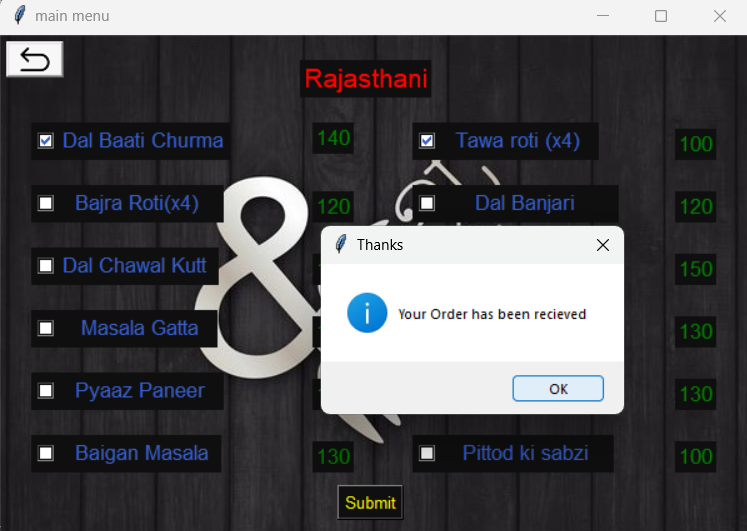 main menu
Rajasthani
Dal Baati Churma 140 Tawa roti (x4) 100
Bajra Roti(x4) 120 Dal Banjari 120
Thanks
Dal Chawal Kutt 150
Your Order has been recieved
Masala Gatta 130
Pyaaz Paneer 130
OK
Baigan Masala 130 Pittod ki sabzi 100
Submit